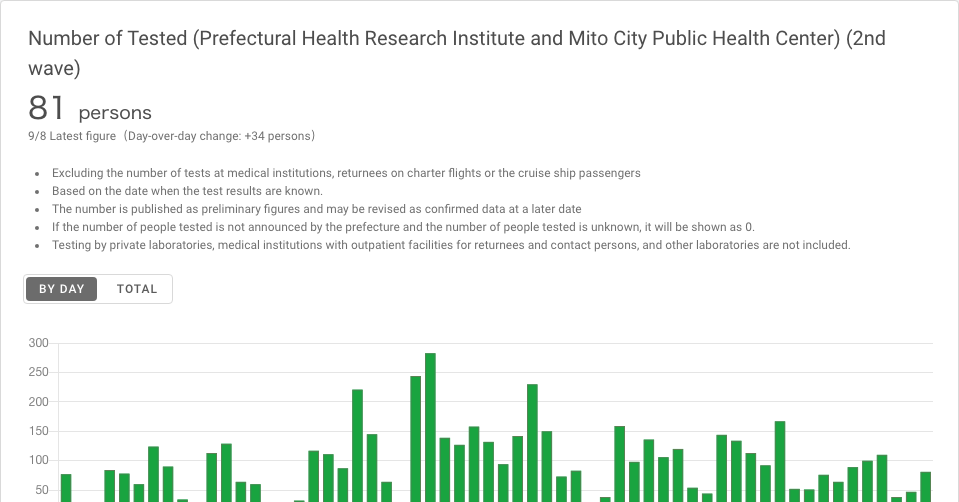 Number of Tested (Prefectural Health Research Institute and Mito City Public Health Center) (2nd
wave)
81 persons
9/8 Latest figure（Day-over-day change: +34 persons）
• Excluding the number of tests at medical institutions, returnees on charter flights or the cruise ship passengers
• Based on the date when the test results are known.
• The number is published as preliminary figures and may be revised as confirmed data at a later date
• If the number of people tested is not announced by the prefecture and the number of people tested is unknown, it will be shown as 0.
• Testing by private laboratories, medical institutions with outpatient facilities for returnees and contact persons, and other laboratories are not included.
BY DAY TOTAL
300
250
200
150
100
50